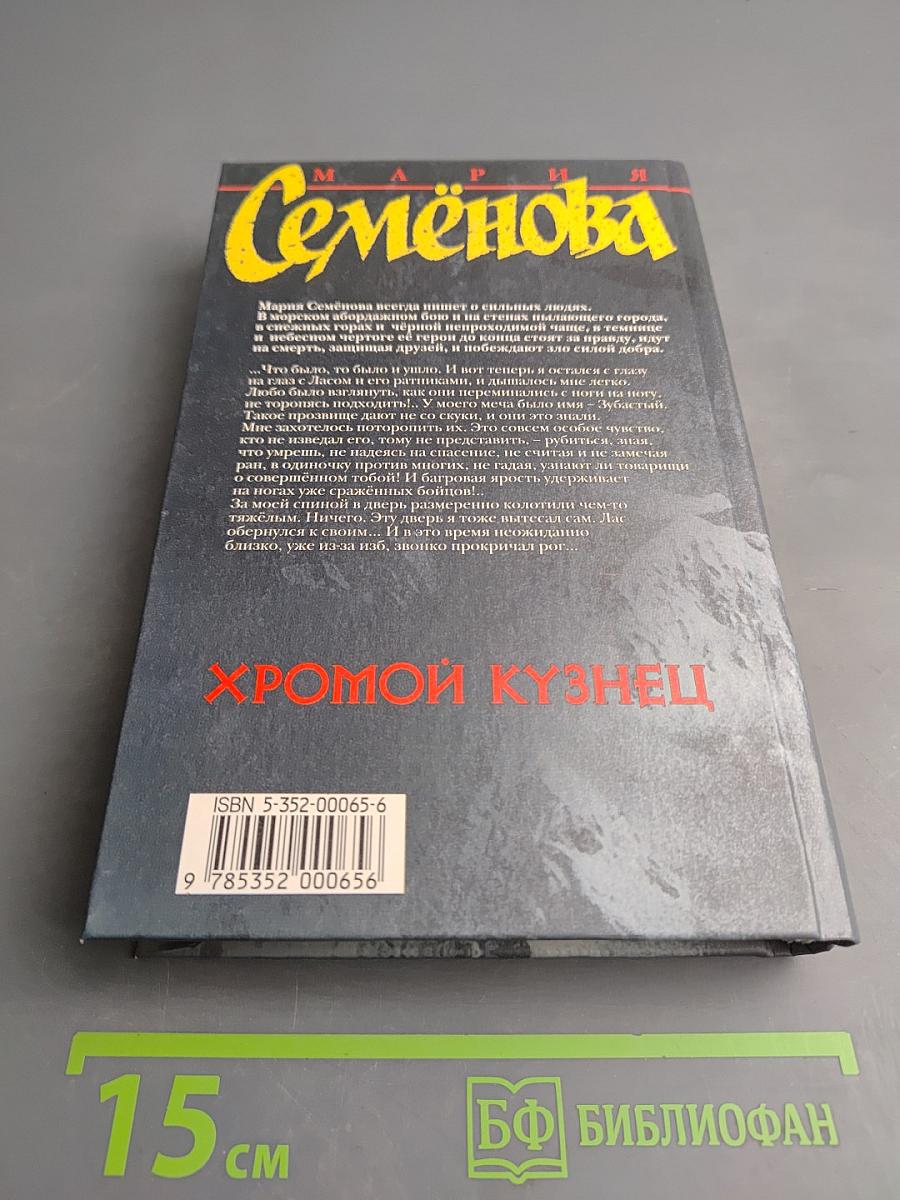 МАРИЯ
Семёнова
Мария Семёнова всегда пишет о сильных людях.
В морском абордажном бою и на стенах пылающего города,
в снежных горах и чёрной непроходимой чаще, в темнице
и небесном чертоге её герои до конца стоят за правду, идут
на смерть, защищая друзей, и побеждают зло силой добра.
...Что было, то было и ушло. И вот теперь я остался с глазу
на глаз с Ласом и его ратниками, и дышалось мне легко.
Любо было взглянуть, как они переминались с ноги на ногу,
не торопясь подходить!.. У моего меча было имя – Зубастый.
Такое прозвище дают не со скуки, и они это знали.
Мне захотелось поторопить их. Это совсем особое чувство,
кто не изведал его, тому не представить, – рубиться, зная,
что умрешь, не надеясь на спасение, не считая и не замечая
ран, в одиночку против многих, не гадая, узнают ли товарищи
о совершённом тобой! И багровая ярость удерживает
на ногах уже сражённых бойцов!..
За моей спиной в дверь размеренно колотили чем-то
тяжёлым. Ничего. Эту дверь я тоже вытесал сам. Лас
обернулся к своим... И в это время неожиданно
близко, уже из-за изб, звонко прокричал рог...
ХРОМОЙ КУЗНЕЦ
ISBN 5-352-00065-6
9 785352 000656
15 см
БФ БИБЛИОФАН